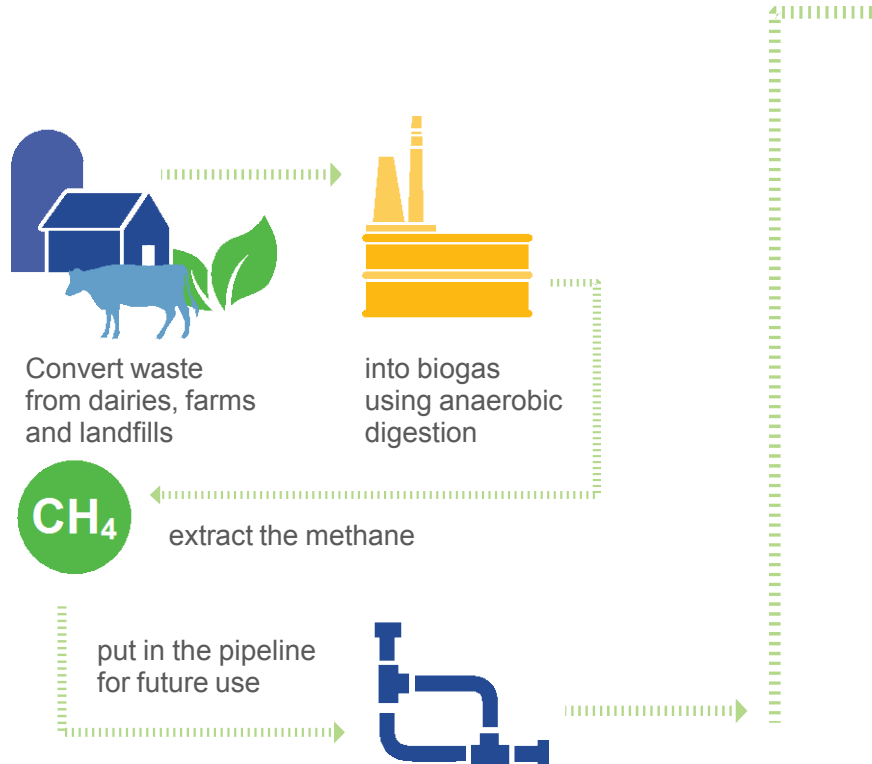 Convert waste
from dairies, farms
and landfills
into biogas
using anaerobic
digestion
CH₄
extract the methane
put in the pipeline
for future use